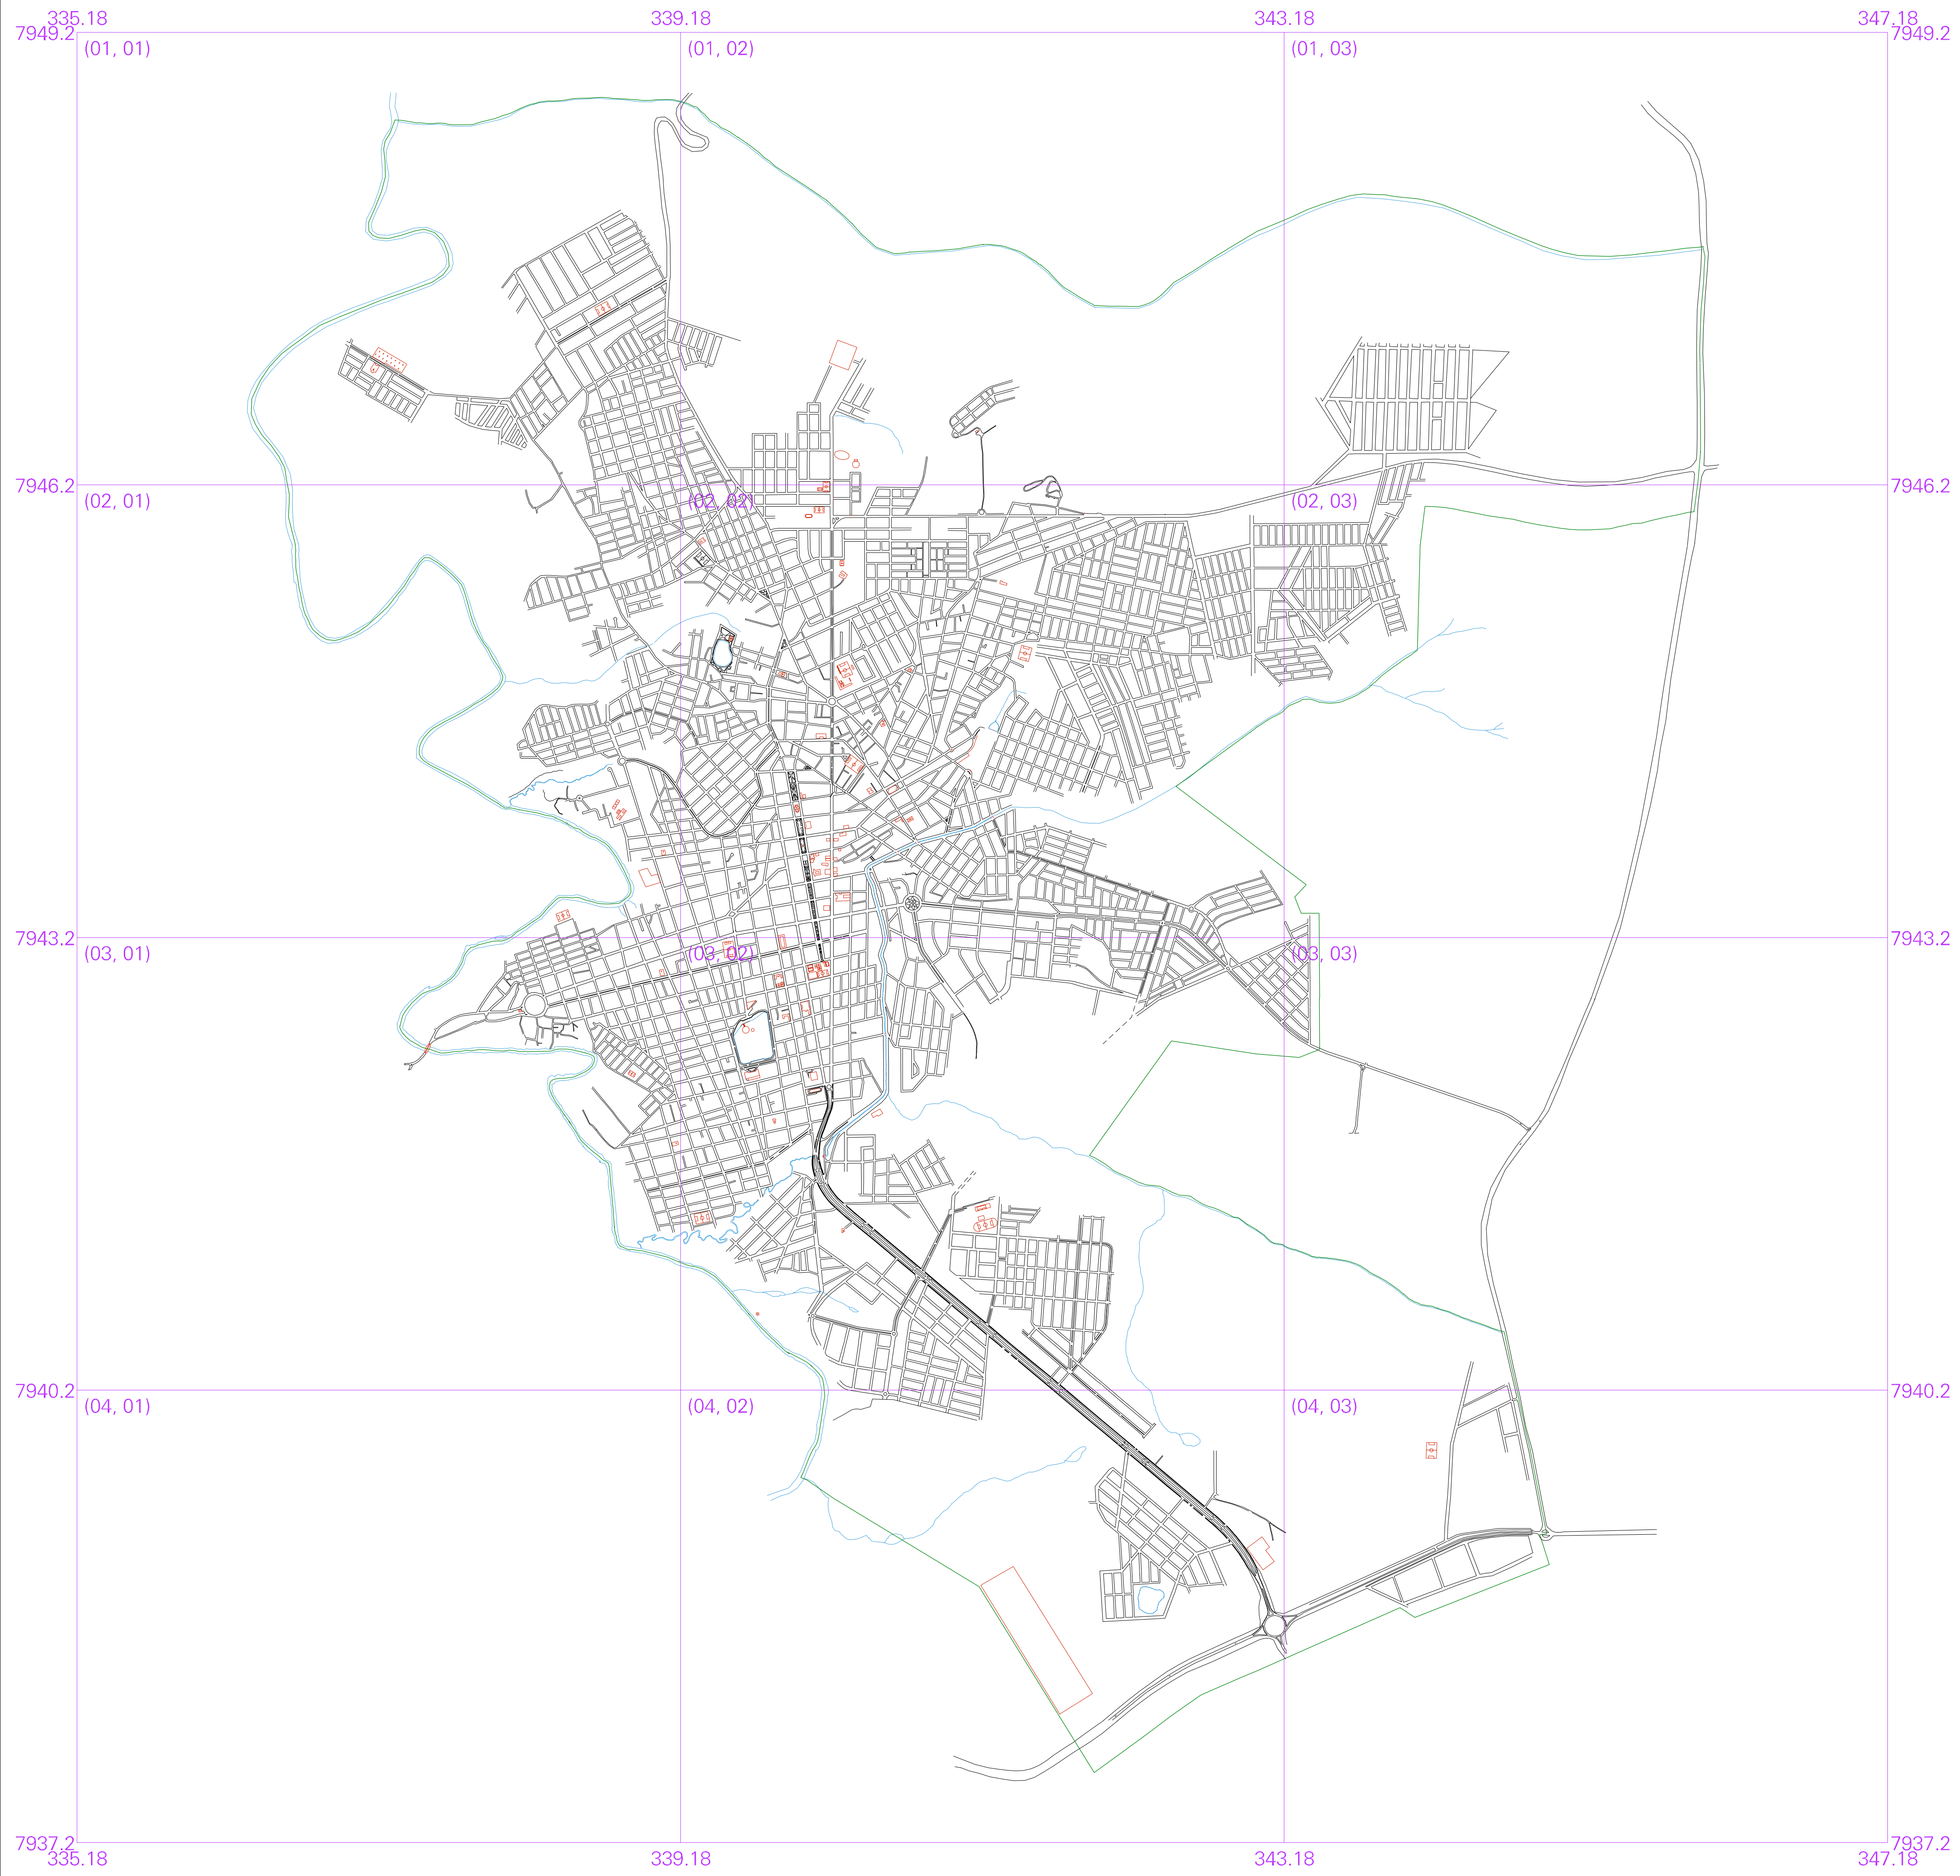 335.18 339.18 343.18 347.18
7949.2 7949.2
(01, 01) (01, 02) (01, 03)
7946.2 7946.2
(02, 01) (02, 02) (02, 03)
7943.2 7943.2
(03, 01) (03, 02) (03, 03)
7940.2 7940.2
(04, 01) (04, 02) (04, 03)
7937.2 7937.2
335.18 339.18 343.18 347.18